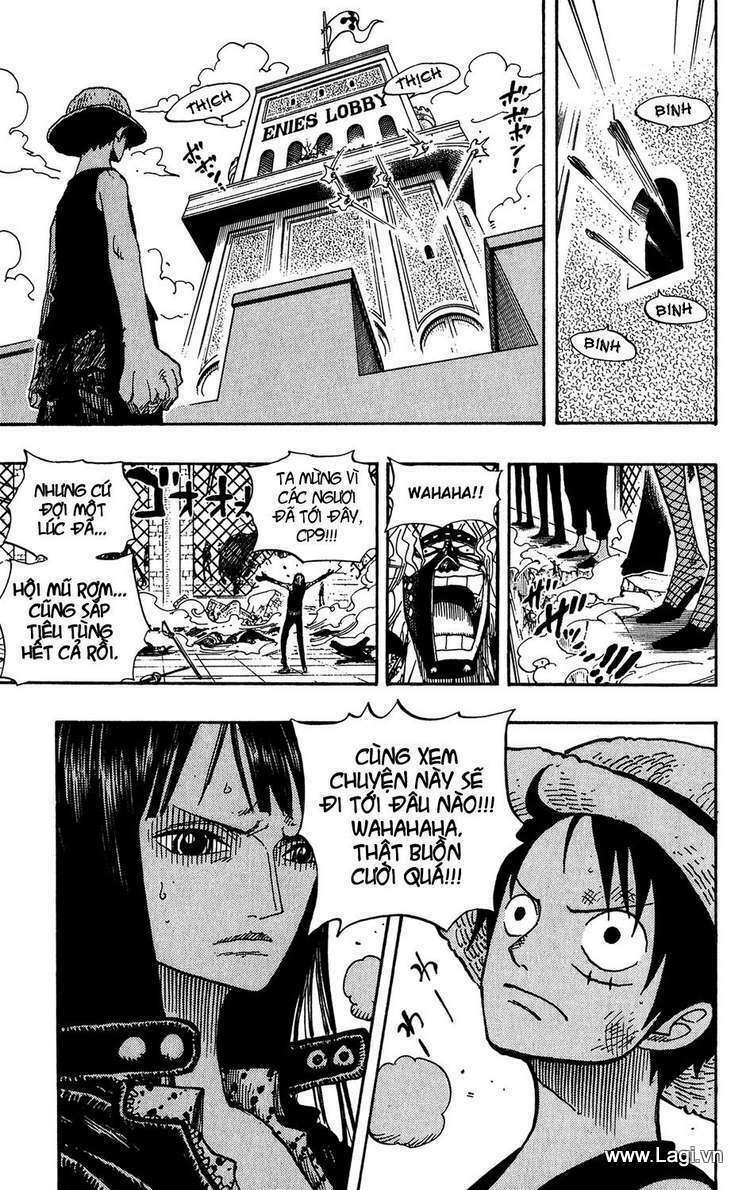 BINH
BINH
BINH
BINH
THỊCH
THỊCH
ENIES LOBBY
WAHAHA!!
TA MỪNG VÌ
CÁC NGƯƠI
ĐÃ TỚI ĐÂY,
CP9!!!
NHƯNG CỨ
ĐỢI MỘT
LÚC ĐÃ...
HỘI MŨ RƠM...
CŨNG SẮP
TIÊU TÙNG
HẾT CẢ RỒI.
CÙNG XEM
CHUYỆN NÀY SẼ
ĐI TỚI ĐÂU NÀO!!!
WAHAHAHA,
THẬT BUỒN
CƯỜI QUÁ!!!
www.Lagi.vn